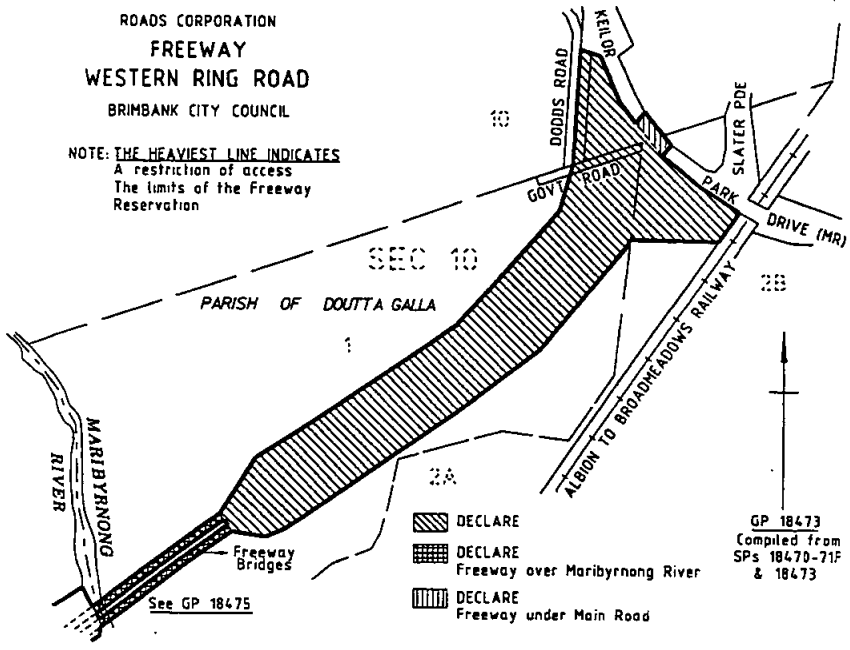 ROADS CORPORATION
FREEWAY
WESTERN RING ROAD
BRIMBANK CITY COUNCIL
NOTE: THE HEAVIEST LINE INDICATES
A restriction of access
The limits of the Freeway
Reservation
KEILOR
DODDS ROAD
SLATER PDE
10
GOVT ROAD
PARK
DRIVE (MR)
SEC 10
2B
PARISH OF DOUTTA GALLA
1
ALBION TO BROADMEADOWS RAILWAY
MARIBYRNONG
RIVER
2A
DECLARE
DECLARE
Freeway over Maribyrnong River
DECLARE
Freeway under Main Road
Freeway
Bridges
See GP 18475
GP 18473
Compiled from
SPs 18470-71F
& 18473